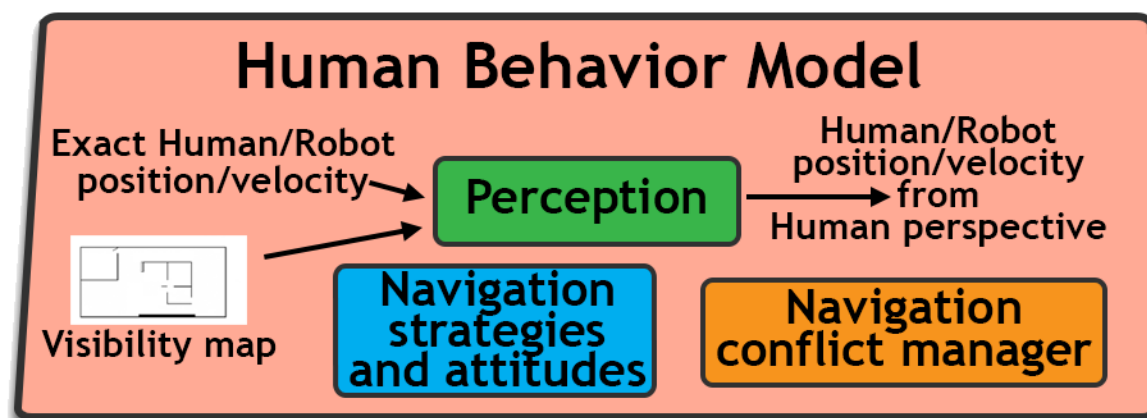 Human Behavior Model
Exact Human/Robot
position/velocity
Perception
Human/Robot
position/velocity
from
Human perspective
Visibility map
Navigation
strategies
and attitudes
Navigation
conflict manager